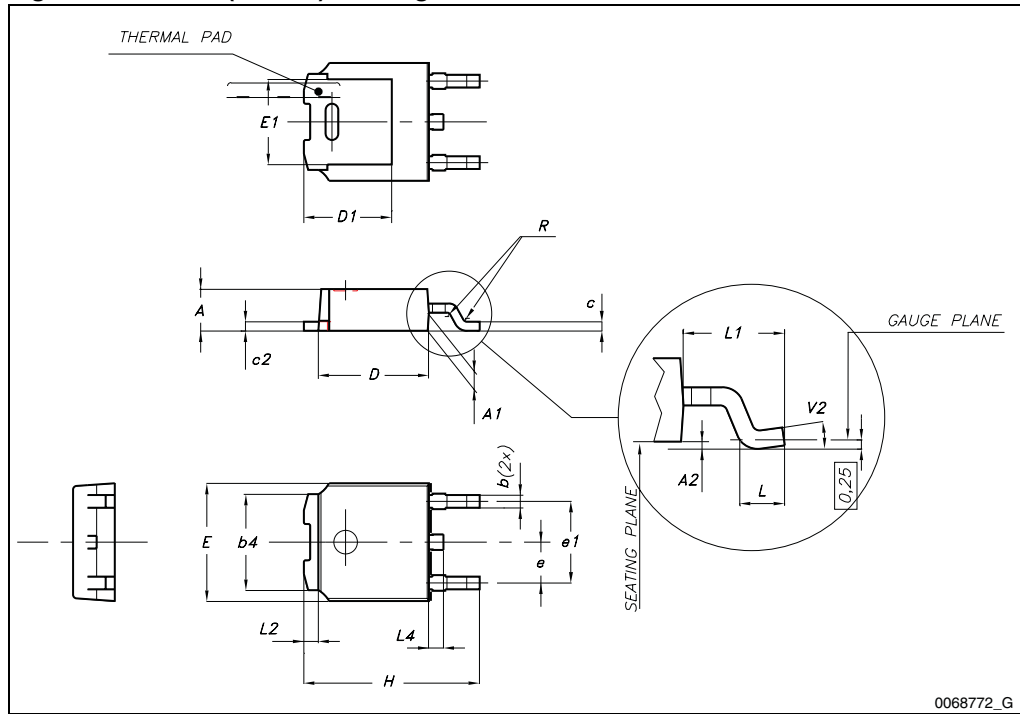 THERMAL PAD
E1
D1
R
A
c2
D
A1
c
GAUGE PLANE
L1
V2
A2
L
0,25
SEATING PLANE
b(2x)
E
b4
e1
e
L2
L4
H
0068772_G